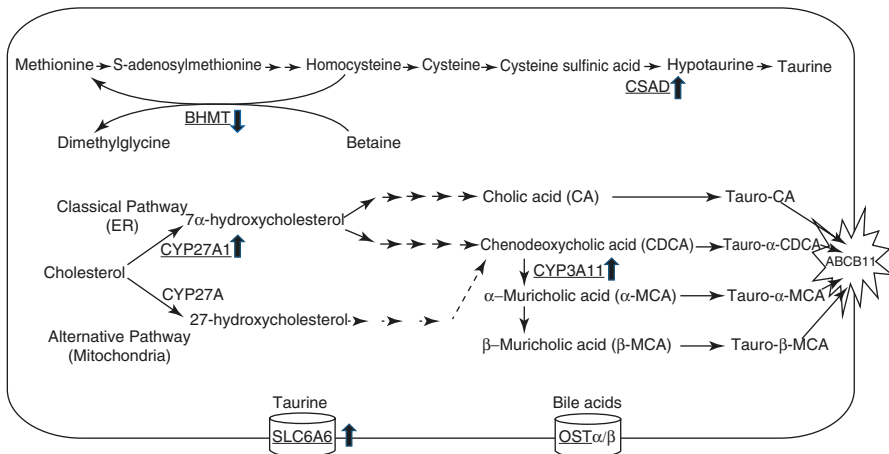 Methionine S-adenosylmethionine Homocysteine Cysteine Cysteine sulfinic acid Hypotaurine Taurine
CSAD
BHMT
Dimethylglycine Betaine
Classical Pathway
(ER)
7α-hydroxycholesterol
CYP27A1
Cholesterol
CYP27A
27-hydroxycholesterol
Alternative Pathway
(Mitochondria)
Cholic acid (CA) Tauro-CA
Chenodeoxycholic acid (CDCA) Tauro-α-CDCA
CYP3A11
α–Muricholic acid (α-MCA) Tauro-α-MCA
β–Muricholic acid (β-MCA) Tauro-β-MCA
ABCB11
Taurine
SLC6A6
Bile acids
OSTα/β